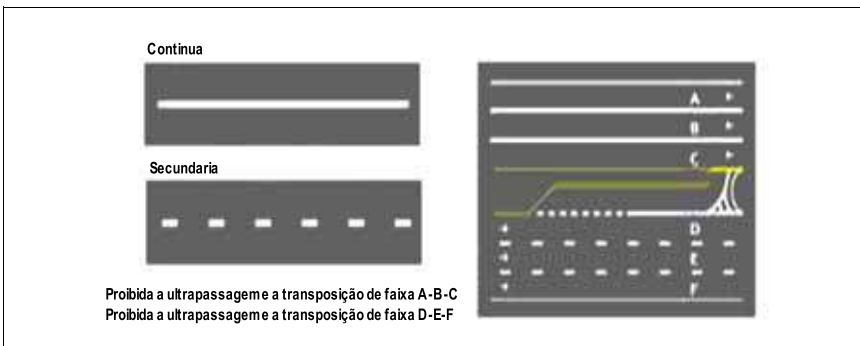 Continua
Secundaria
Proibida a ultrapassageme a transposição de faixa A-B-C
Proibida a ultrapassageme a transposição de faixa D-E-F
A
B
C
D
E
F